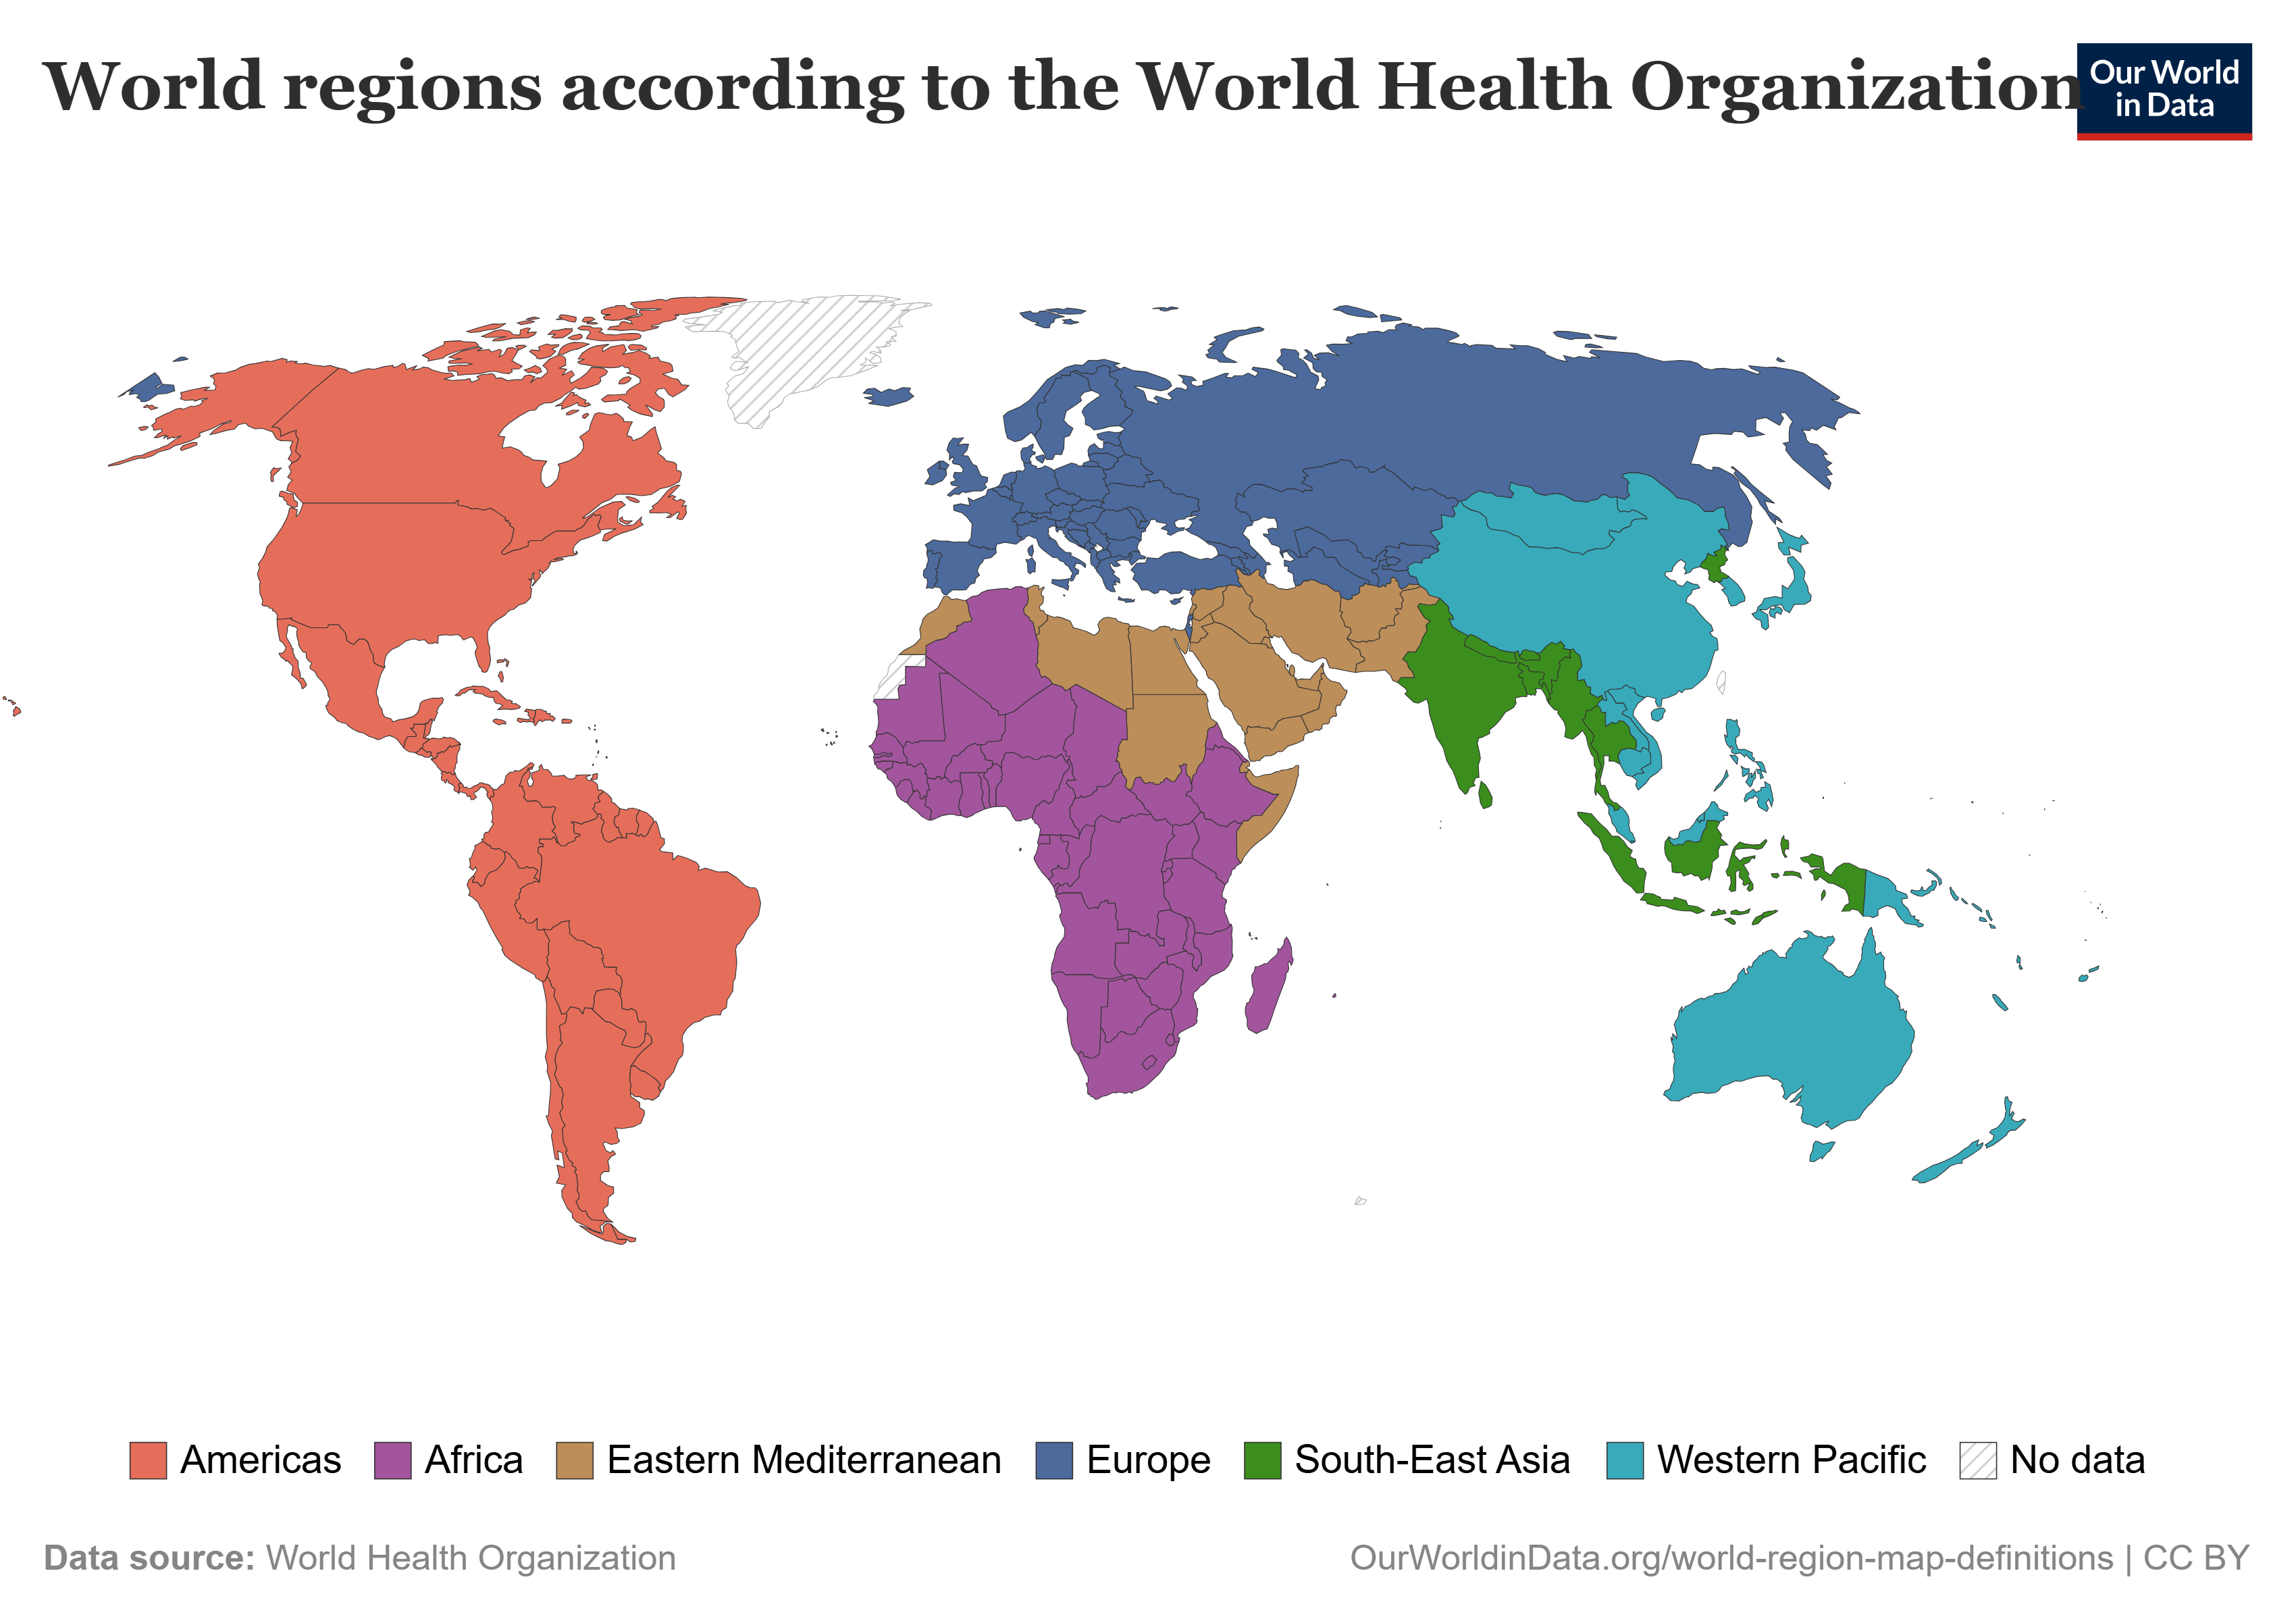 World regions according to the World Health Organization
Our World
in Data
Americas
Africa
Eastern Mediterranean
Europe
South-East Asia
Western Pacific
No data
Data source: World Health Organization
OurWorldinData.org/world-region-map-definitions | CC BY